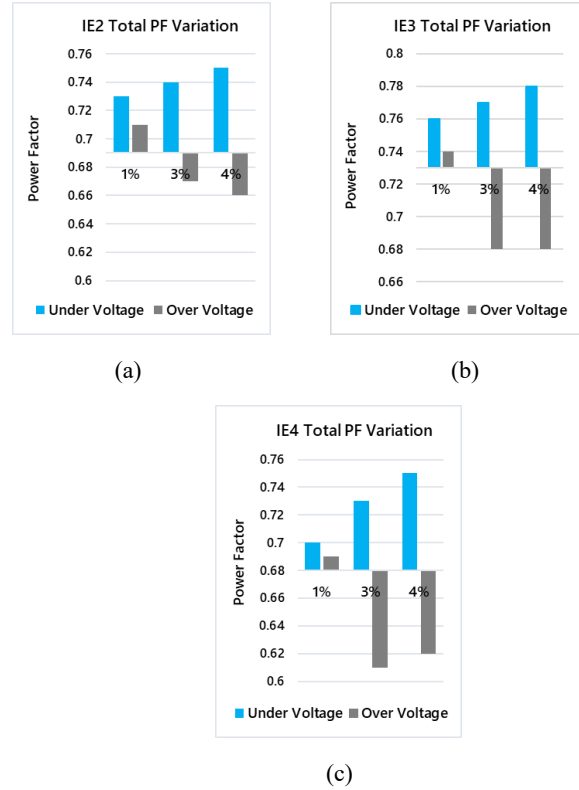 IE2 Total PF Variation
Power Factor
0.76
0.74
0.72
0.7
0.68
0.66
0.64
0.62
0.6
1% 3% 4%
Under Voltage Over Voltage
(a)
IE3 Total PF Variation
Power Factor
0.8
0.78
0.76
0.74
0.72
0.7
0.68
0.66
1% 3% 4%
Under Voltage Over Voltage
(b)
IE4 Total PF Variation
Power Factor
0.76
0.74
0.72
0.7
0.68
0.66
0.64
0.62
0.6
1% 3% 4%
Under Voltage Over Voltage
(c)